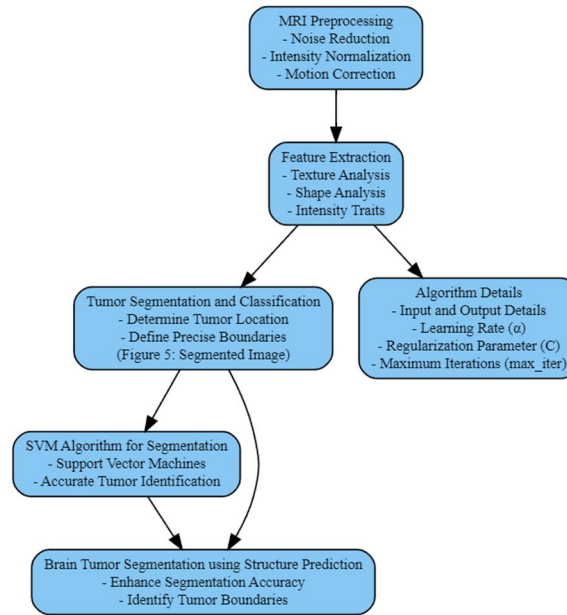 MRI Preprocessing
- Noise Reduction
- Intensity Normalization
- Motion Correction
Feature Extraction
- Texture Analysis
- Shape Analysis
- Intensity Traits
Tumor Segmentation and Classification
- Determine Tumor Location
- Define Precise Boundaries
(Figure 5: Segmented Image)
Algorithm Details
- Input and Output Details
- Learning Rate (α)
- Regularization Parameter (C)
- Maximum Iterations (max_iter)
SVM Algorithm for Segmentation
- Support Vector Machines
- Accurate Tumor Identification
Brain Tumor Segmentation using Structure Prediction
- Enhance Segmentation Accuracy
- Identify Tumor Boundaries